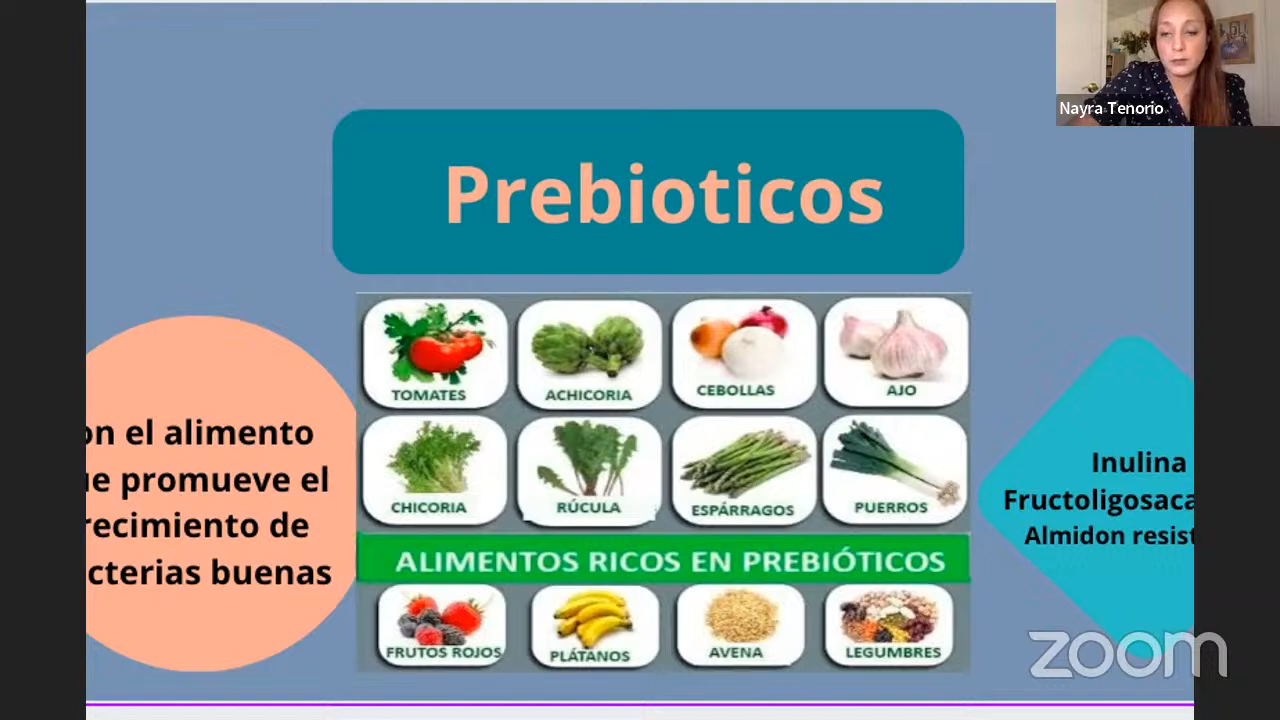 Nayra Tenorio
Prebioticos
on el alimento
ue promueve el
recimiento de
cterias buenas
TOMATES
ACHICORIA
CEBOLLAS
AJO
CHICORIA
RÚCULA
ESPÁRRAGOS
PUERROS
ALIMENTOS RICOS EN PREBIÓTICOS
FRUTOS ROJOS
PLÁTANOS
AVENA
LEGUMBRES
Inulina
Fructoligosaca
Almidon resist
zoom